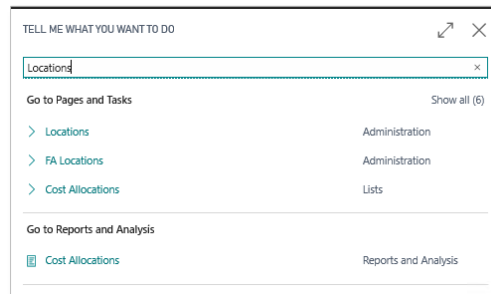 TELL ME WHAT YOU WANT TO DO
Locations
Go to Pages and Tasks Show all (6)
Locations Administration
FA Locations Administration
Cost Allocations Lists
Go to Reports and Analysis
Cost Allocations Reports and Analysis